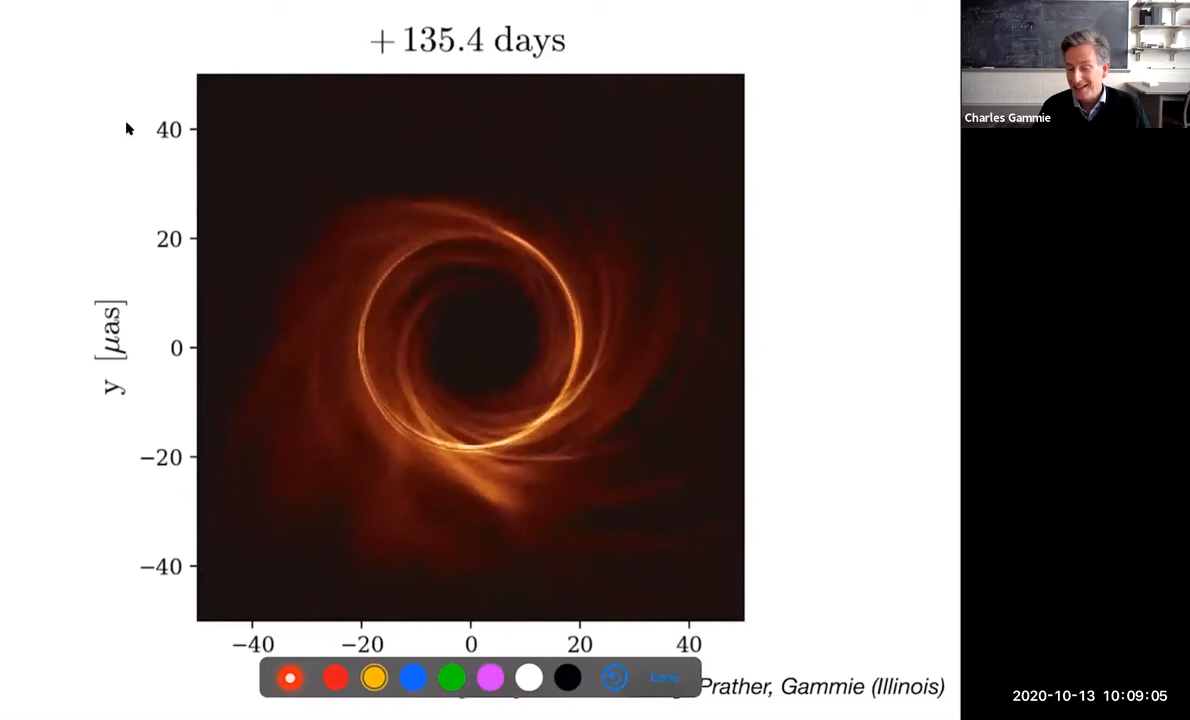 + 135.4 days
Charles Gammie
40
20
0
−20
−40
y [μas]
−40 −20 0 20 40
Prather, Gammie (Illinois)
2020-10-13 10:09:05